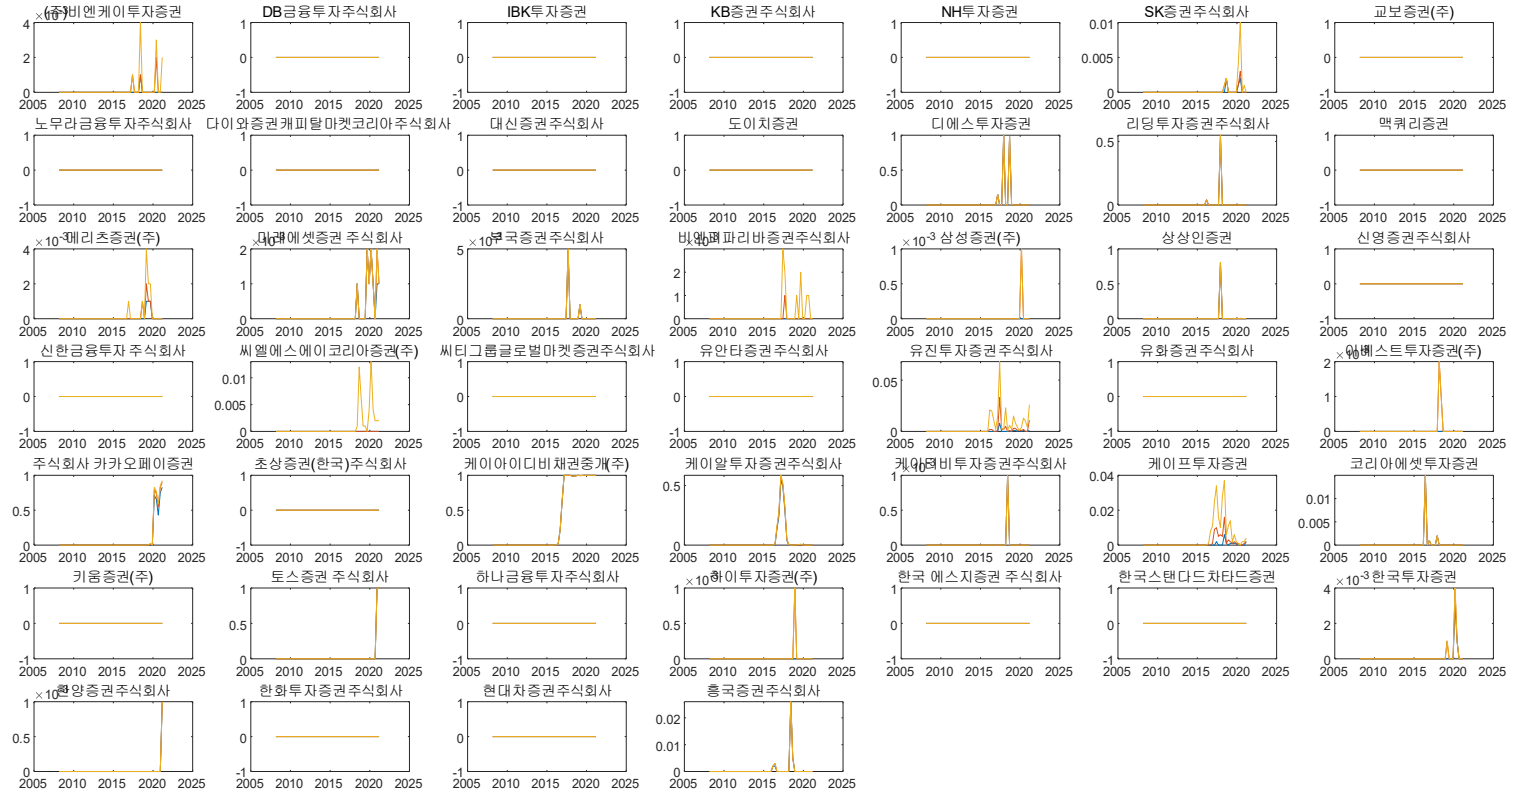 (주)비엔케이투자증권 DB금융투자주식회사 IBK투자증권 KB증권주식회사 NH투자증권 SK증권주식회사 교보증권(주)
노무라금융투자주식회사 다이와증권캐피탈마켓코리아주식회사 대신증권주식회사 도이치증권 디에스투자증권 리딩투자증권주식회사 맥쿼리증권
메리츠증권(주) 미래에셋증권 주식회사 부국증권주식회사 비엔피파리바증권주식회사 삼성증권(주) 상상인증권 신영증권주식회사
신한금융투자 주식회사 씨엘에스에이코리아증권(주) 씨티그룹글로벌마켓증권주식회사 유안타증권주식회사 유진투자증권주식회사 유화증권주식회사 이베스트투자증권(주)
주식회사 카카오페이증권 초상증권(한국)주식회사 케이아이디비채권중개(주) 케이알투자증권주식회사 케이티비투자증권주식회사 케이프투자증권 코리아에셋투자증권
키움증권(주) 토스증권 주식회사 하나금융투자주식회사 하이투자증권(주) 한국 에스지증권 주식회사 한국스탠다드차타드증권 한국투자증권
한양증권주식회사 한화투자증권주식회사 현대차증권주식회사 흥국증권주식회사